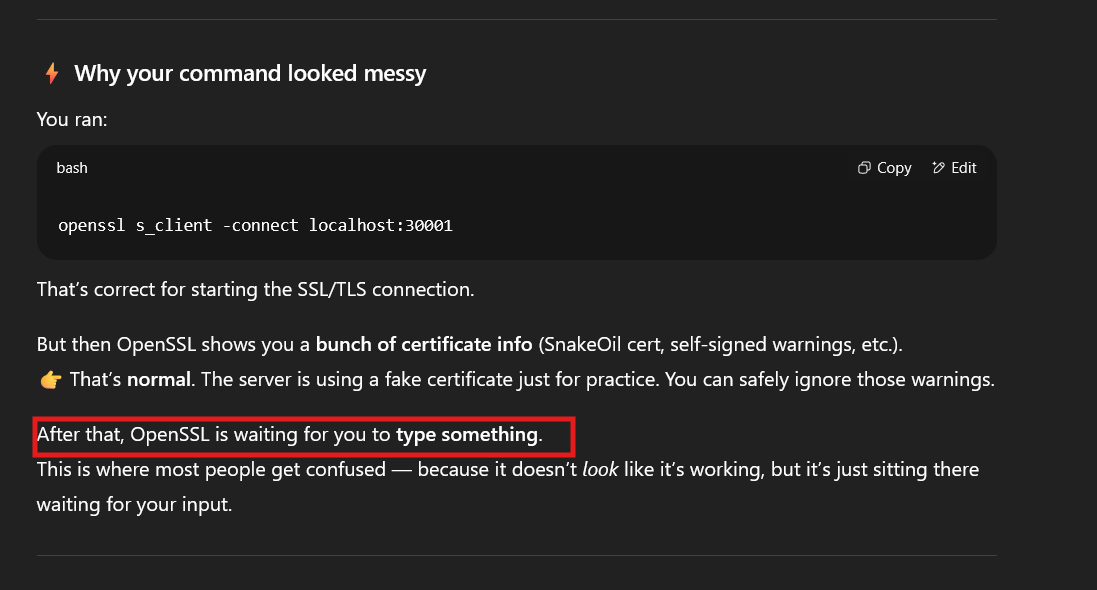 ⚡ Why your command looked messy
You ran:
bash Copy Edit
openssl s_client -connect localhost:30001
That’s correct for starting the SSL/TLS connection.
But then OpenSSL shows you a bunch of certificate info (SnakeOil cert, self-signed warnings, etc.).
👉 That’s normal. The server is using a fake certificate just for practice. You can safely ignore those warnings.
After that, OpenSSL is waiting for you to type something.
This is where most people get confused — because it doesn’t look like it’s working, but it’s just sitting there
waiting for your input.